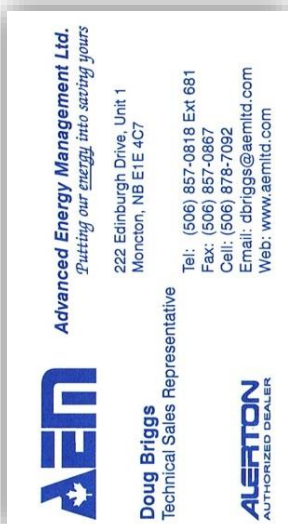 AEM
Advanced Energy Management Ltd.
Putting our energy into saving yours
222 Edinburgh Drive, Unit 1
Moncton, NB E1E 4C7
Doug Briggs
Technical Sales Representative
Tel: (506) 857-0818 Ext 681
Fax: (506) 857-0867
Cell: (506) 878-7092
Email: dbriggs@aemltd.com
Web: www.aemltd.com
ALERTON
AUTHORIZED DEALER